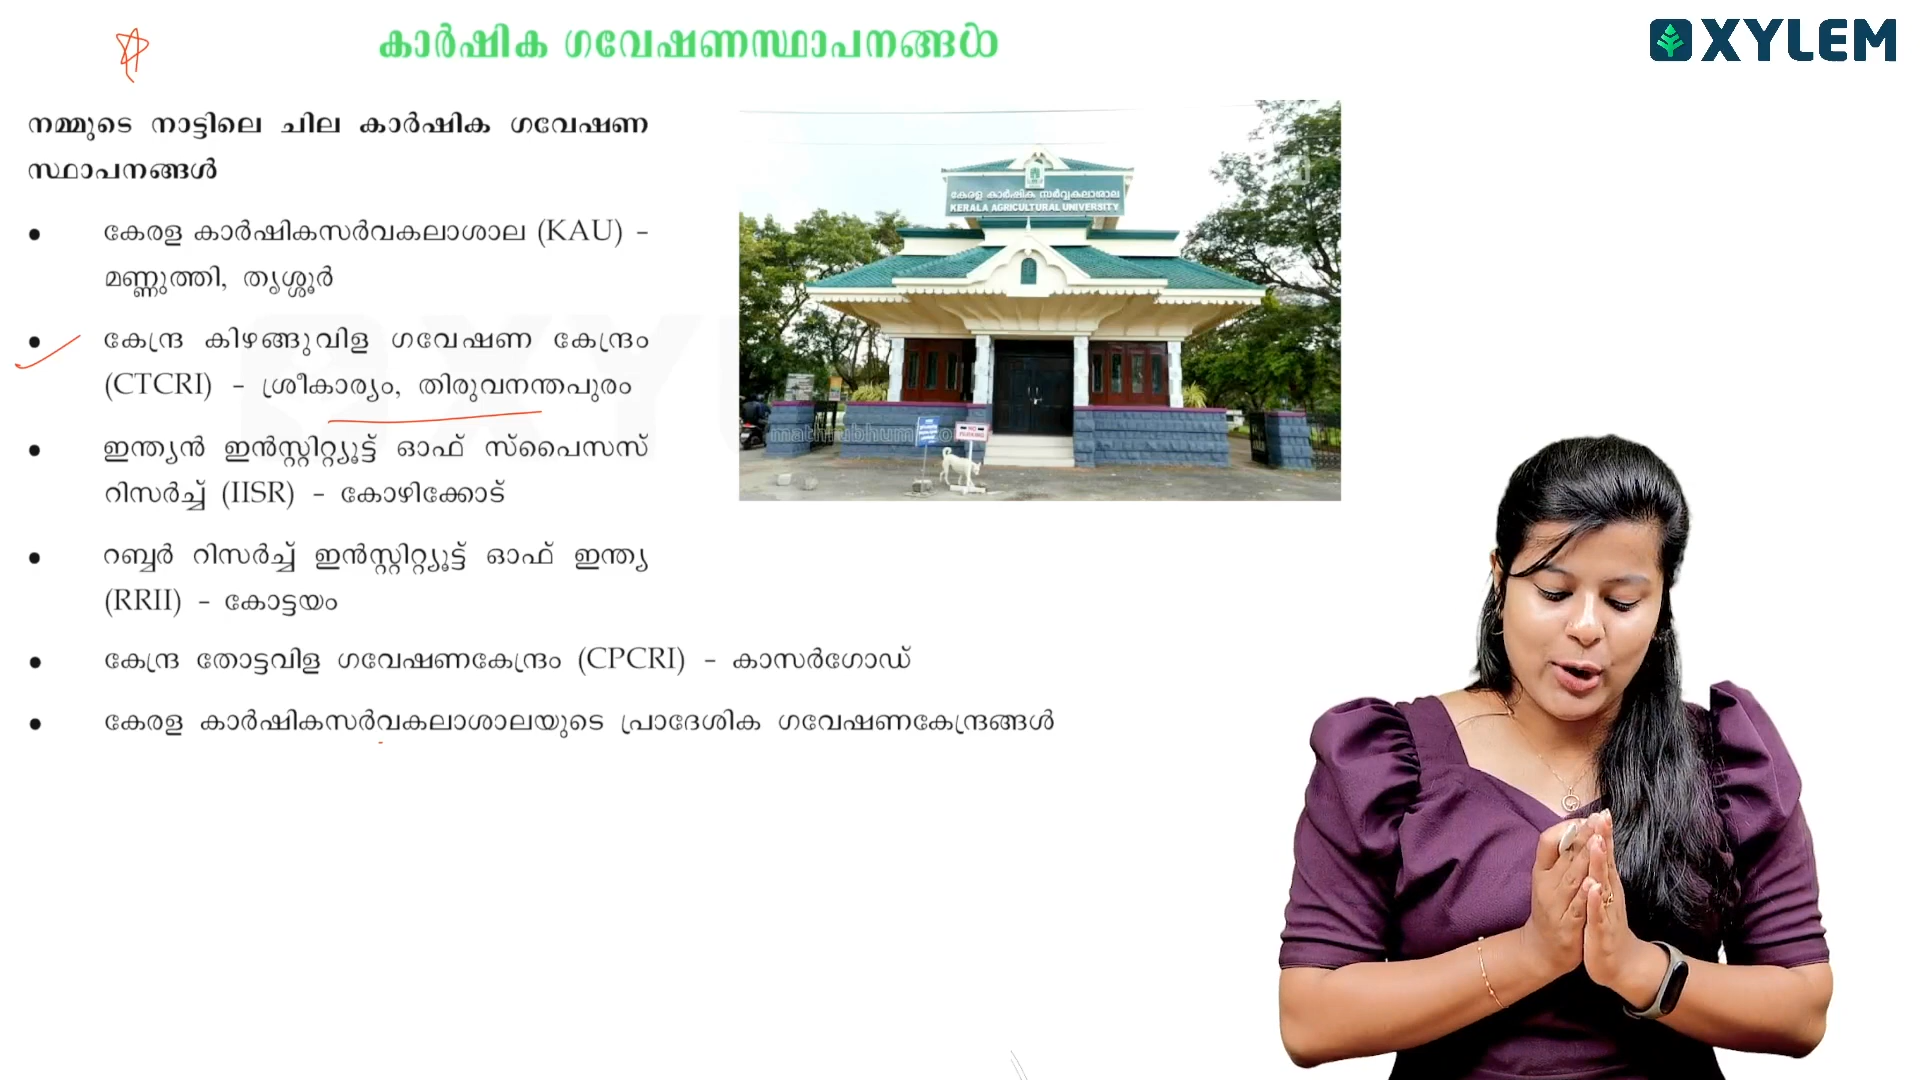 കാർഷിക ഗവേഷണസ്ഥാപനങ്ങൾ
XYLEM
നമ്മുടെ നാട്ടിലെ ചില കാർഷിക ഗവേഷണ
സ്ഥാപനങ്ങൾ
• കേരള കാർഷികസർവകലാശാല (KAU) -
മണ്ണുത്തി, തൃശ്ശൂർ
• കേന്ദ്ര കിഴങ്ങുവിള ഗവേഷണ കേന്ദ്രം
(CTCRI) - ശ്രീകാര്യം, തിരുവനന്തപുരം
• ഇന്ത്യൻ ഇൻസ്റ്റിറ്റ്യൂട്ട് ഓഫ് സ്പൈസസ്
റിസർച്ച് (IISR) - കോഴിക്കോട്
• റബ്ബർ റിസർച്ച് ഇൻസ്റ്റിറ്റ്യൂട്ട് ഓഫ് ഇന്ത്യ
(RRII) - കോട്ടയം
• കേന്ദ്ര തോട്ടവിള ഗവേഷണകേന്ദ്രം (CPCRI) - കാസർഗോഡ്
• കേരള കാർഷികസർവകലാശാലയുടെ പ്രാദേശിക ഗവേഷണകേന്ദ്രങ്ങൾ
കേരള കാർഷിക സർവ്വകലാശാല
KERALA AGRICULTURAL UNIVERSITY